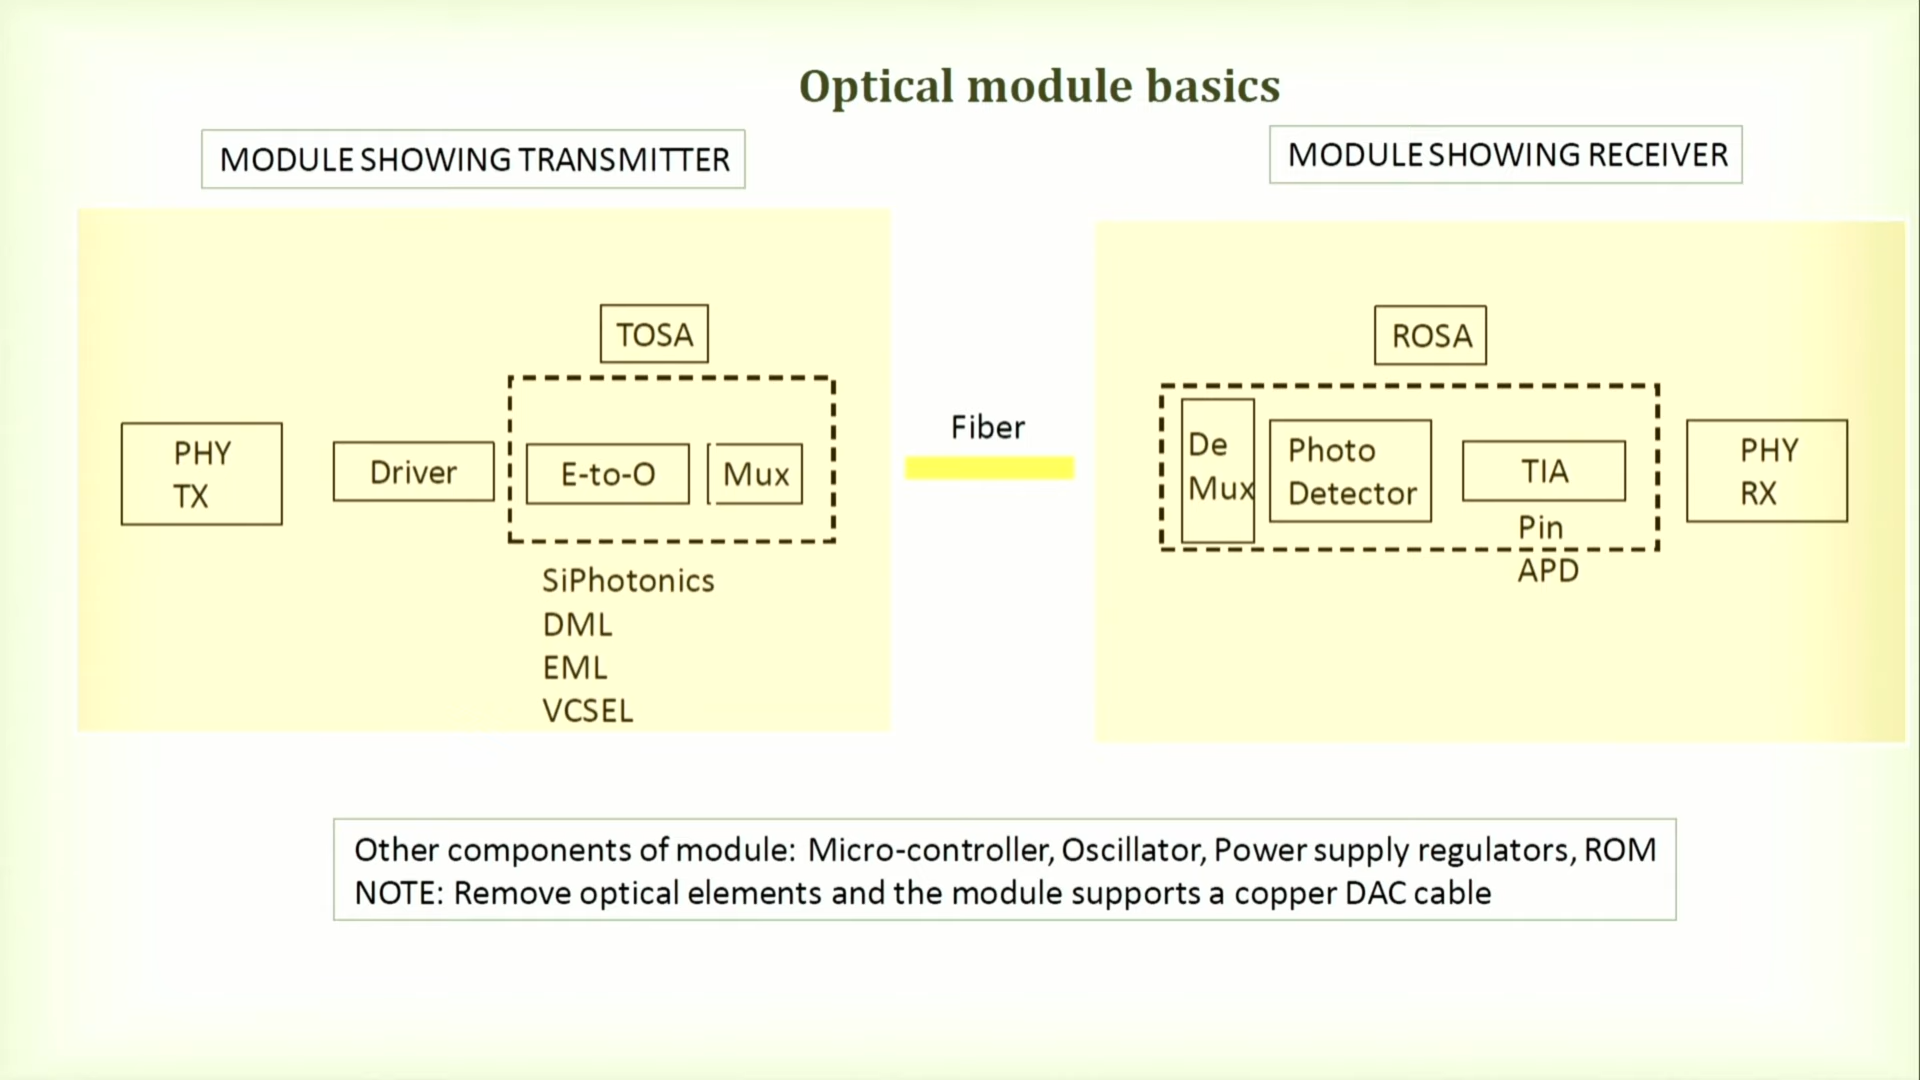 Optical module basics
MODULE SHOWING TRANSMITTER
MODULE SHOWING RECEIVER
TOSA
PHY
TX
Driver
E-to-O
Mux
SiPhotonics
DML
EML
VCSEL
Fiber
ROSA
De
Mux
Photo
Detector
TIA
Pin
APD
PHY
RX
Other components of module: Micro-controller, Oscillator, Power supply regulators, ROM
NOTE: Remove optical elements and the module supports a copper DAC cable